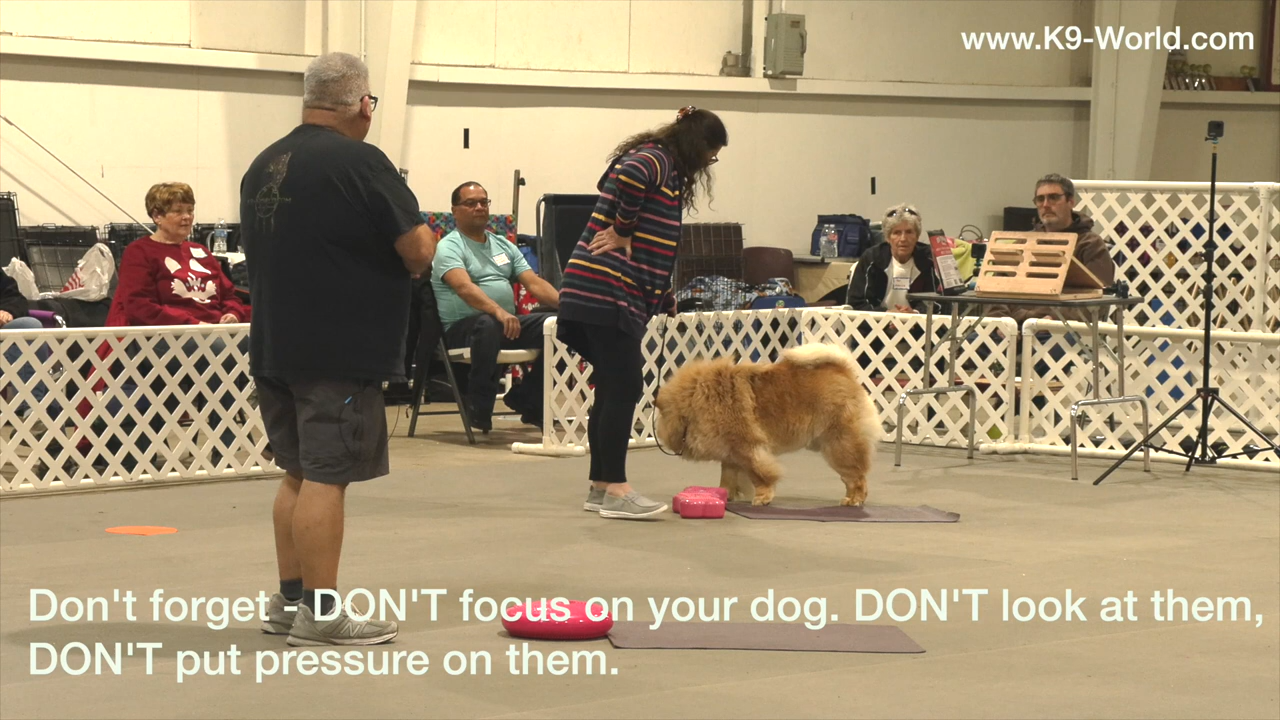 www.K9-World.com
Don't forget - DON'T focus on your dog. DON'T look at them,
DON'T put pressure on them.